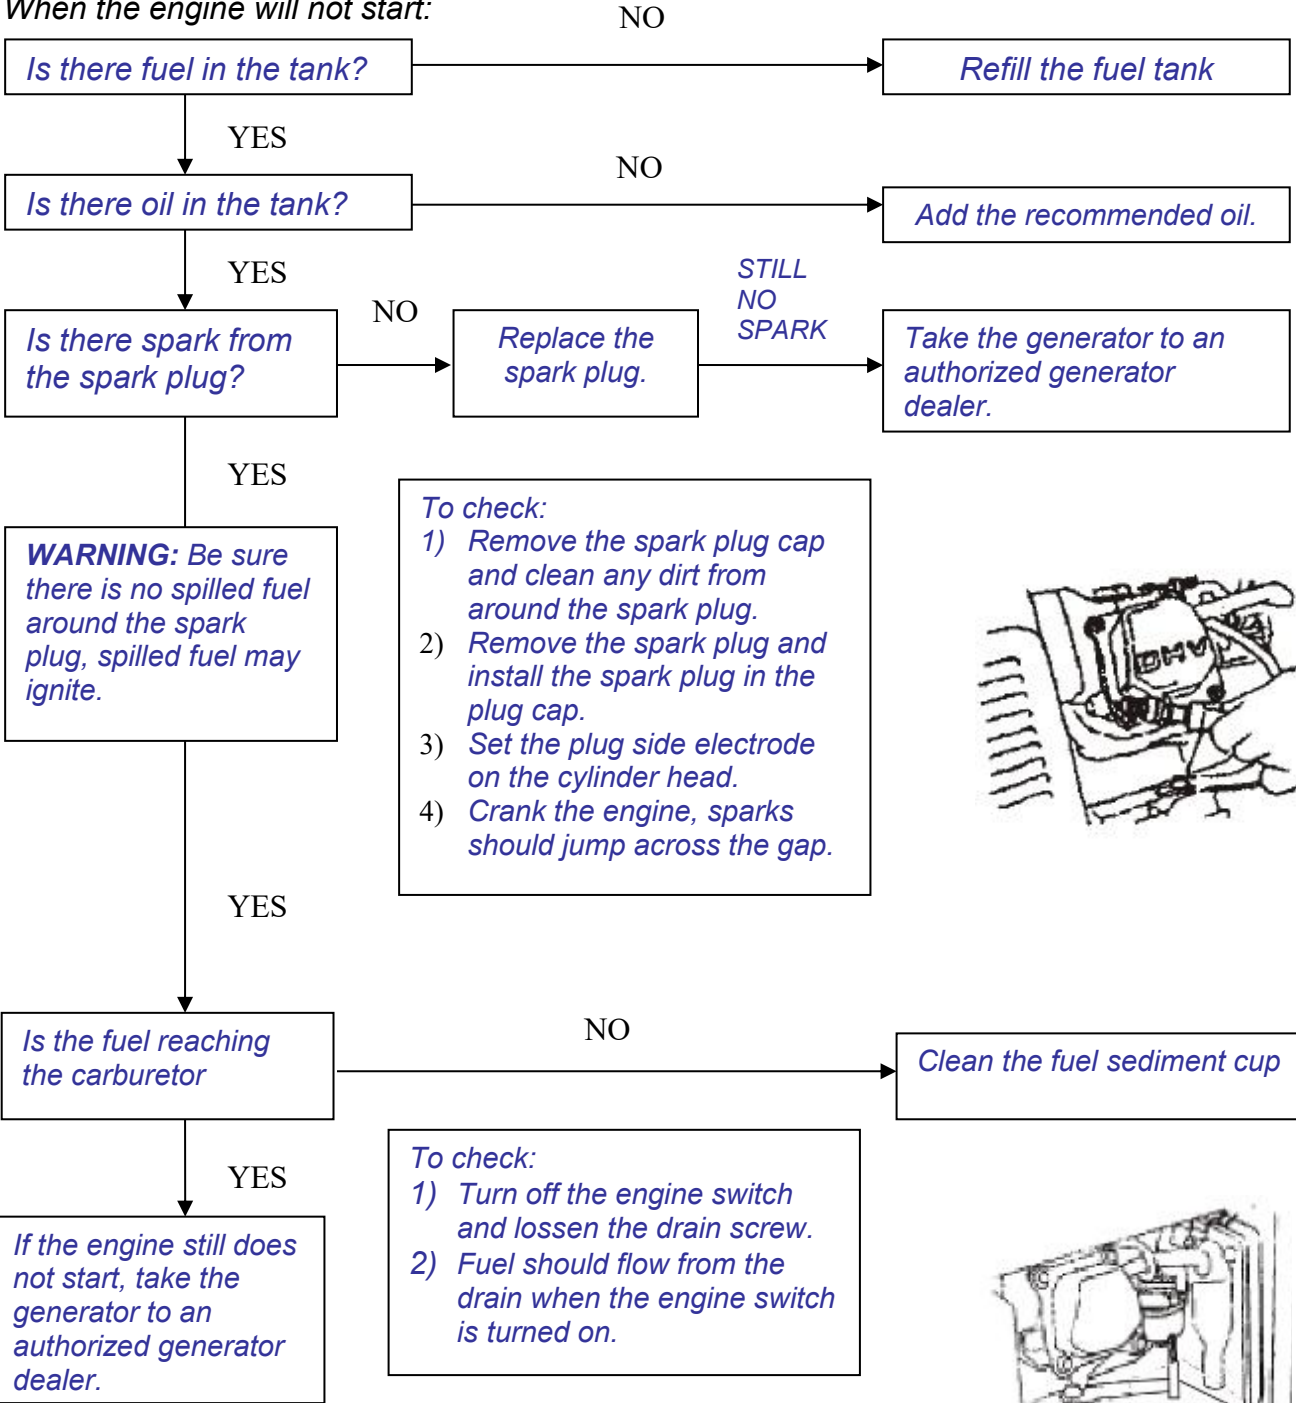 When the engine will not start:
NO
Is there fuel in the tank?
Refill the fuel tank
YES
NO
Is there oil in the tank?
Add the recommended oil.
YES
NO
STILL
NO
SPARK
Is there spark from
the spark plug?
Replace the
spark plug.
Take the generator to an
authorized generator
dealer.
YES
WARNING: Be sure
there is no spilled fuel
around the spark
plug, spilled fuel may
ignite.
To check:
1) Remove the spark plug cap
and clean any dirt from
around the spark plug.
2) Remove the spark plug and
install the spark plug in the
plug cap.
3) Set the plug side electrode
on the cylinder head.
4) Crank the engine, sparks
should jump across the gap.
OHV
YES
Is the fuel reaching
the carburetor
NO
Clean the fuel sediment cup
YES
To check:
1) Turn off the engine switch
and lossen the drain screw.
2) Fuel should flow from the
drain when the engine switch
is turned on.
If the engine still does
not start, take the
generator to an
authorized generator
dealer.